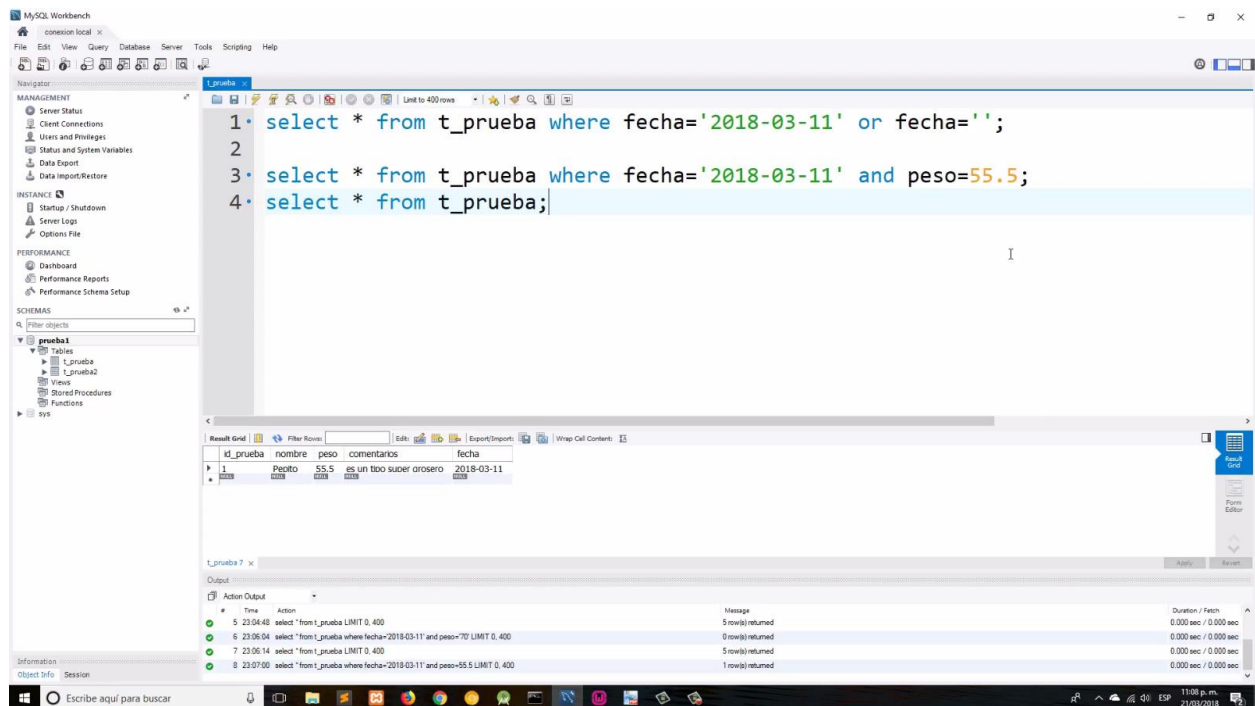 MySQL Workbench
conexion local ×
File Edit View Query Database Server Tools Scripting Help
Navigator
t_prueba ×
MANAGEMENT
Server Status
Client Connections
Users and Privileges
Status and System Variables
Data Export
Data Import/Restore
INSTANCE
Startup / Shutdown
Server Logs
Options File
PERFORMANCE
Dashboard
Performance Reports
Performance Schema Setup
SCHEMAS
Filter objects
prueba1
Tables
t_prueba
t_prueba2
Views
Stored Procedures
Functions
sys
Limit to 400 rows
1 select * from t_prueba where fecha='2018-03-11' or fecha='';
2
3 select * from t_prueba where fecha='2018-03-11' and peso=55.5;
4 select * from t_prueba;
Result Grid Filter Rows: Edit: Export/Import: Wrap Cell Content:
id_prueba nombre peso comentarios fecha
1 Pepito 55.5 es un tipo super grosero 2018-03-11
NULL NULL NULL NULL NULL
Result Grid
Form Editor
t_prueba 7 ×
Apply Revert
Output
Action Output
# Time Action Message Duration / Fetch
5 23:04:48 select * from t_prueba LIMIT 0, 400 5 row(s) returned 0.000 sec / 0.000 sec
6 23:06:04 select * from t_prueba where fecha='2018-03-11' and peso='70' LIMIT 0, 400 0 row(s) returned 0.000 sec / 0.000 sec
7 23:06:14 select * from t_prueba LIMIT 0, 400 5 row(s) returned 0.000 sec / 0.000 sec
8 23:07:00 select * from t_prueba where fecha='2018-03-11' and peso=55.5 LIMIT 0, 400 1 row(s) returned 0.000 sec / 0.000 sec
Information
Object Info Session
Escribe aquí para buscar
ESP
11:08 p. m.
21/03/2018